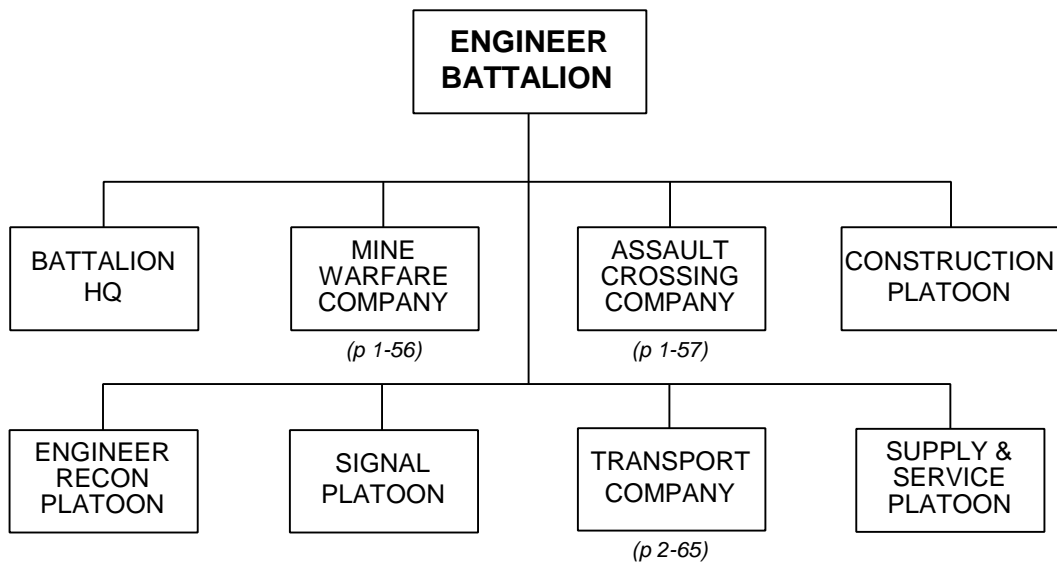 ENGINEER
BATTALION
BATTALION
HQ
MINE
WARFARE
COMPANY
(p 1-56)
ASSAULT
CROSSING
COMPANY
(p 1-57)
CONSTRUCTION
PLATOON
ENGINEER
RECON
PLATOON
SIGNAL
PLATOON
TRANSPORT
COMPANY
(p 2-65)
SUPPLY &
SERVICE
PLATOON